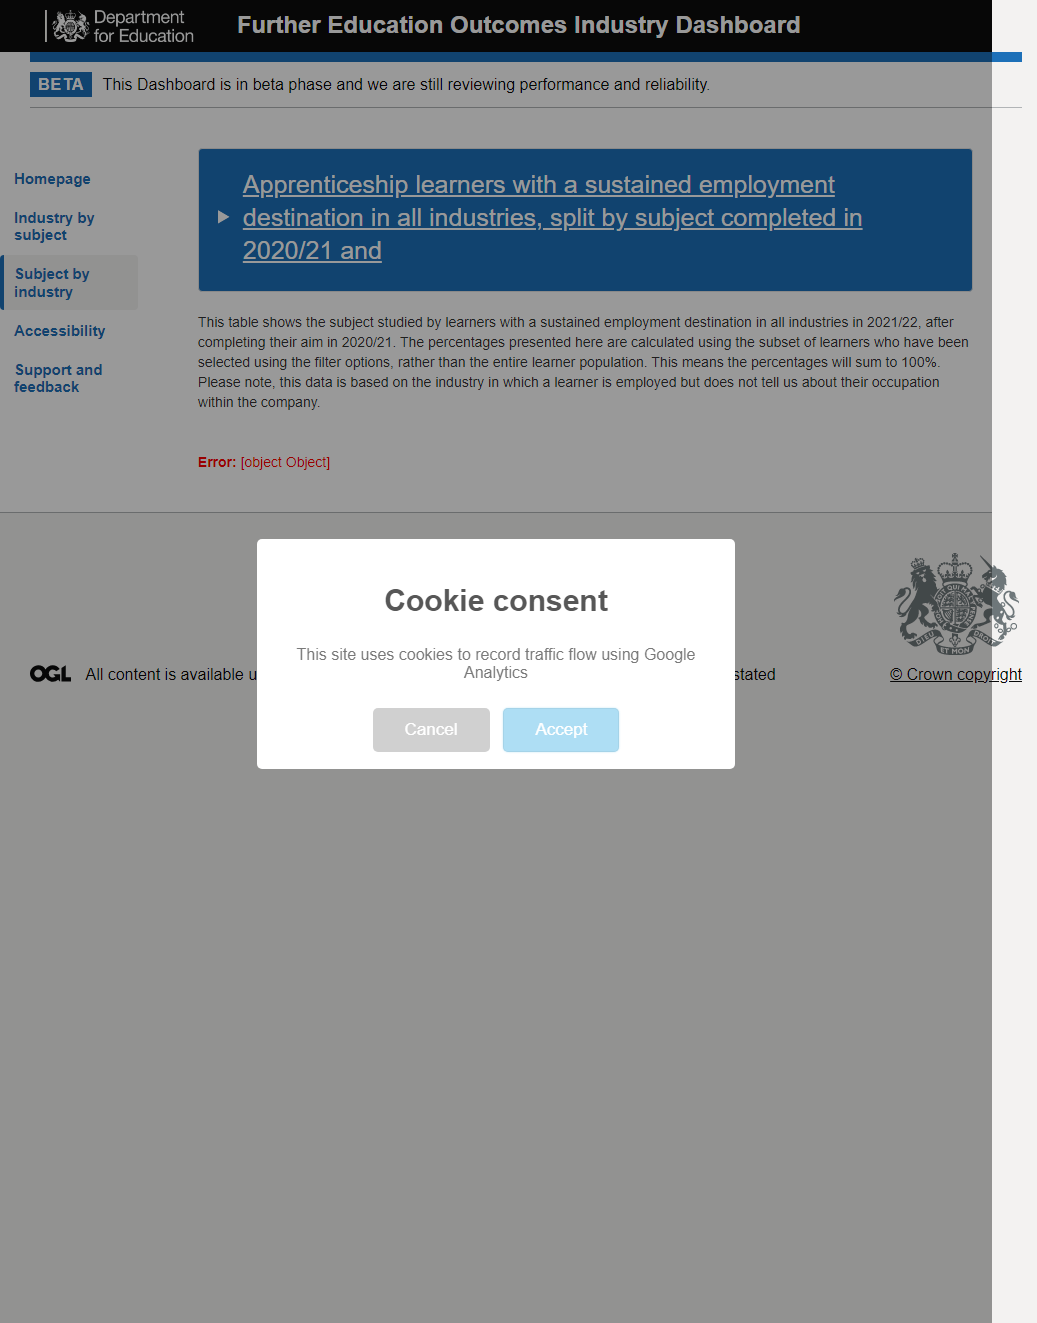 Department
for Education
Further Education Outcomes Industry Dashboard
BETA
This Dashboard is in beta phase and we are still reviewing performance and reliability.
Homepage
Industry by
subject
Subject by
industry
Accessibility
Support and
feedback
Apprenticeship learners with a sustained employment
destination in all industries, split by subject completed in
2020/21 and
This table shows the subject studied by learners with a sustained employment destination in all industries in 2021/22, after
completing their aim in 2020/21. The percentages presented here are calculated using the subset of learners who have been
selected using the filter options, rather than the entire learner population. This means the percentages will sum to 100%.
Please note, this data is based on the industry in which a learner is employed but does not tell us about their occupation
within the company.
Error: [object Object]
Cookie consent
This site uses cookies to record traffic flow using Google
Analytics
Cancel
Accept
OGL
All content is available u
stated
DIEU ET MON DROIT
© Crown copyright